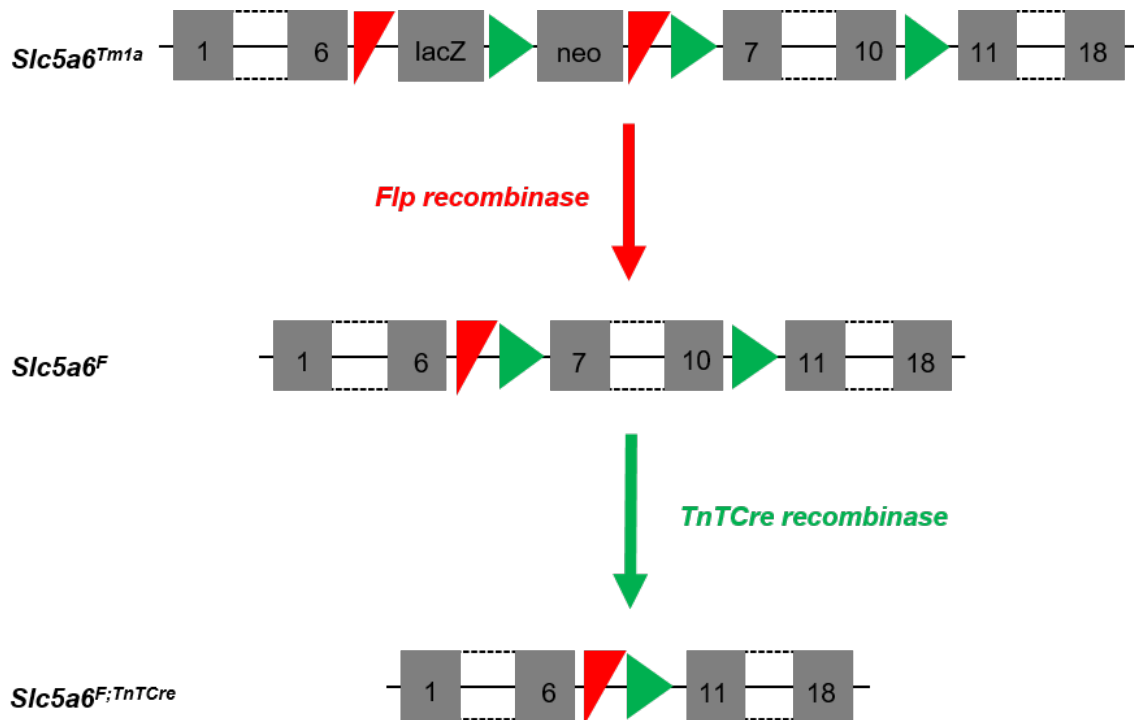 Slc5a6Tm1a 1 6 lacZ neo 7 10 11 18
Flp recombinase
Slc5a6F 1 6 7 10 11 18
TnTCre recombinase
Slc5a6F;TnTCre 1 6 11 18